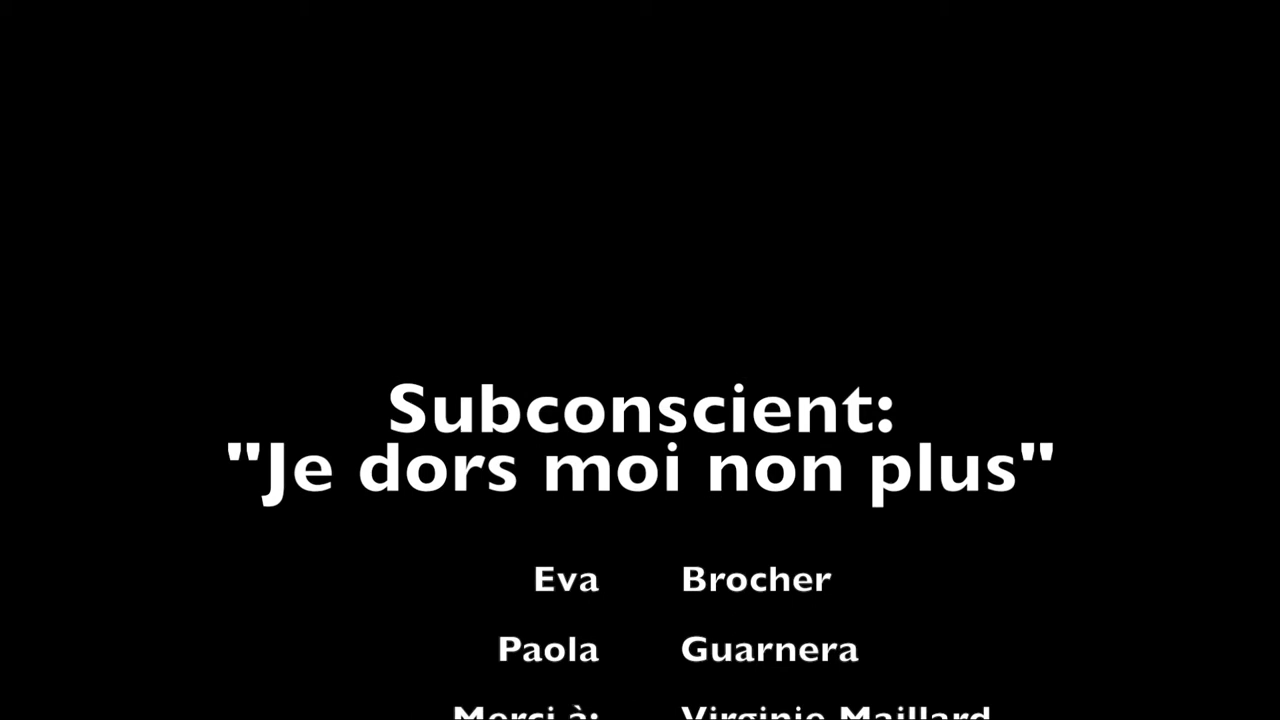 Subconscient:
"Je dors moi non plus"
Eva Brocher
Paola Guarnera
Merci à: Virginie Maillard